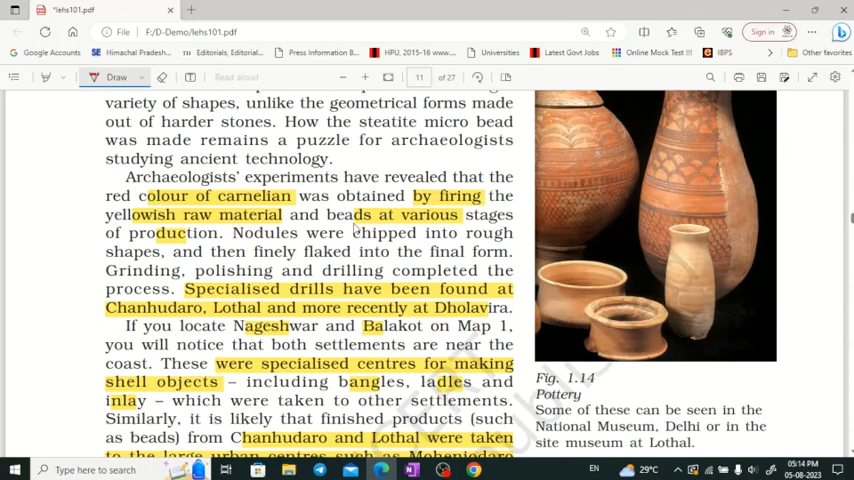 *lehs101.pdf
File
F:/D-Demo/lehs101.pdf
Sign in
Google Accounts
SIE
Himachal Pradesh...
Editorials, Editorial...
Press Information B...
HPU, 2015-16 www....
Universities
Latest Govt Jobs
Online Mock Test !...
IBPS
Other favorites
Draw
Read aloud
11
of 27
variety of shapes, unlike the geometrical forms made
out of harder stones. How the steatite micro bead
was made remains a puzzle for archaeologists
studying ancient technology.
Archaeologists' experiments have revealed that the
red colour of carnelian was obtained by firing the
yellowish raw material and beads at various stages
of production. Nodules were chipped into rough
shapes, and then finely flaked into the final form.
Grinding, polishing and drilling completed the
process. Specialised drills have been found at
Chanhudaro, Lothal and more recently at Dholavira.
If you locate Nageshwar and Balakot on Map 1,
you will notice that both settlements are near the
coast. These were specialised centres for making
shell objects – including bangles, ladles and
inlay – which were taken to other settlements.
Similarly, it is likely that finished products (such
as beads) from Chanhudaro and Lothal were taken
to the large urban centres such as Mohenjodaro
Fig. 1.14
Pottery
Some of these can be seen in the
National Museum, Delhi or in the
site museum at Lothal.
Type here to search
EN
29°C
05:14 PM
05-08-2023